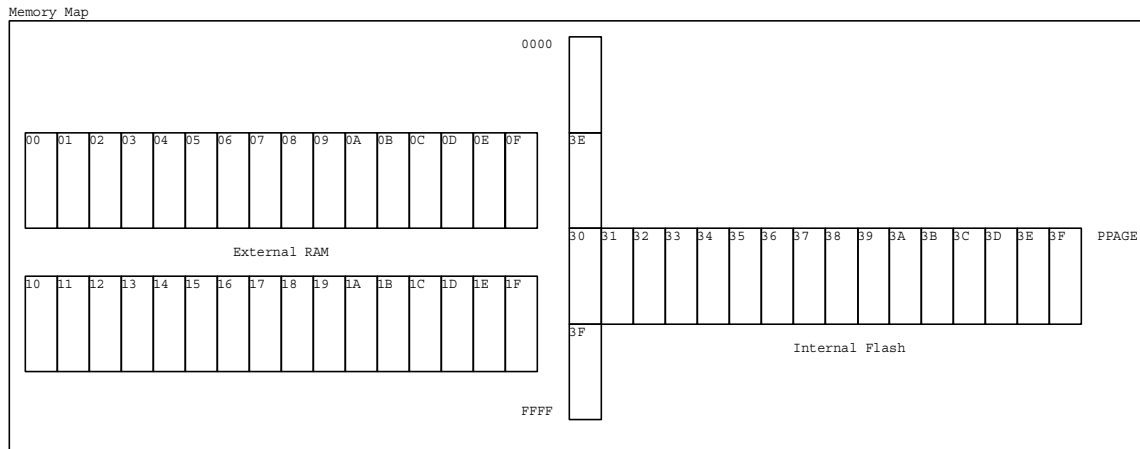 Memory Map
0000
00 01 02 03 04 05 06 07 08 09 0A 0B 0C 0D 0E 0F 3E
30 31 32 33 34 35 36 37 38 39 3A 3B 3C 3D 3E 3F PPAGE
External RAM
10 11 12 13 14 15 16 17 18 19 1A 1B 1C 1D 1E 1F
3F
Internal Flash
FFFF